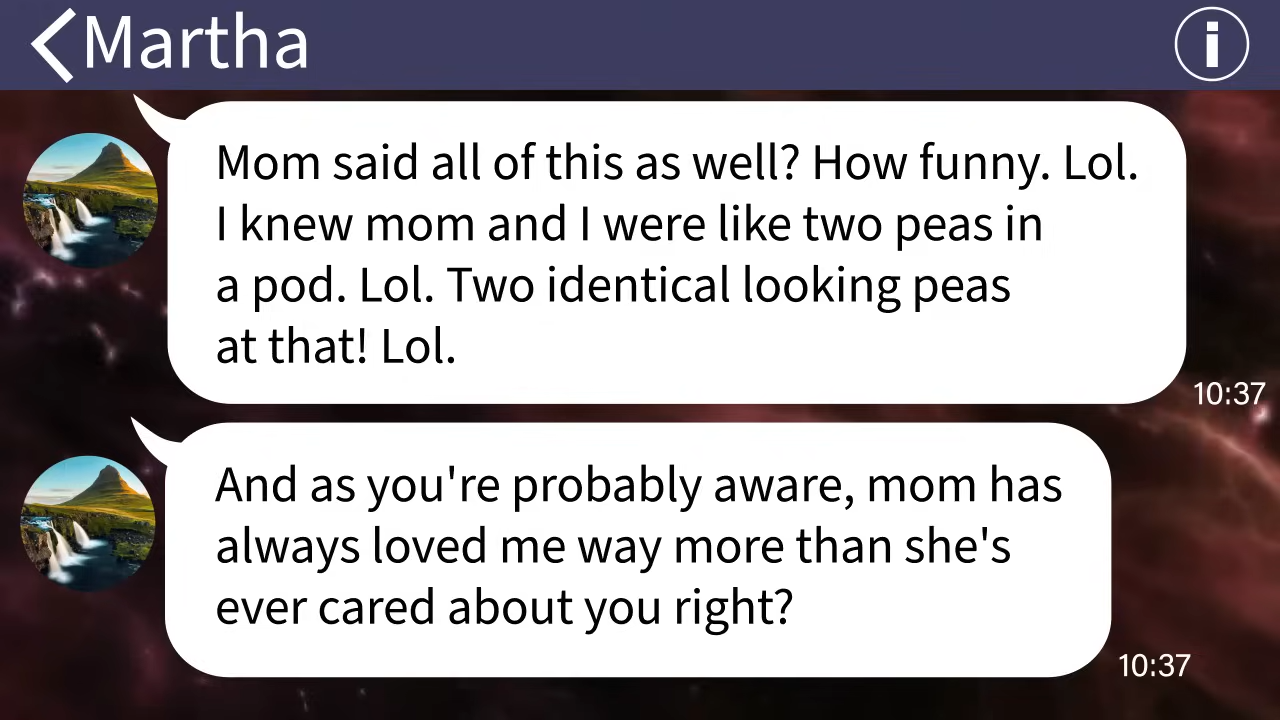 Martha
Mom said all of this as well? How funny. Lol.
I knew mom and I were like two peas in
a pod. Lol. Two identical looking peas
at that! Lol.
10:37
And as you're probably aware, mom has
always loved me way more than she's
ever cared about you right?
10:37